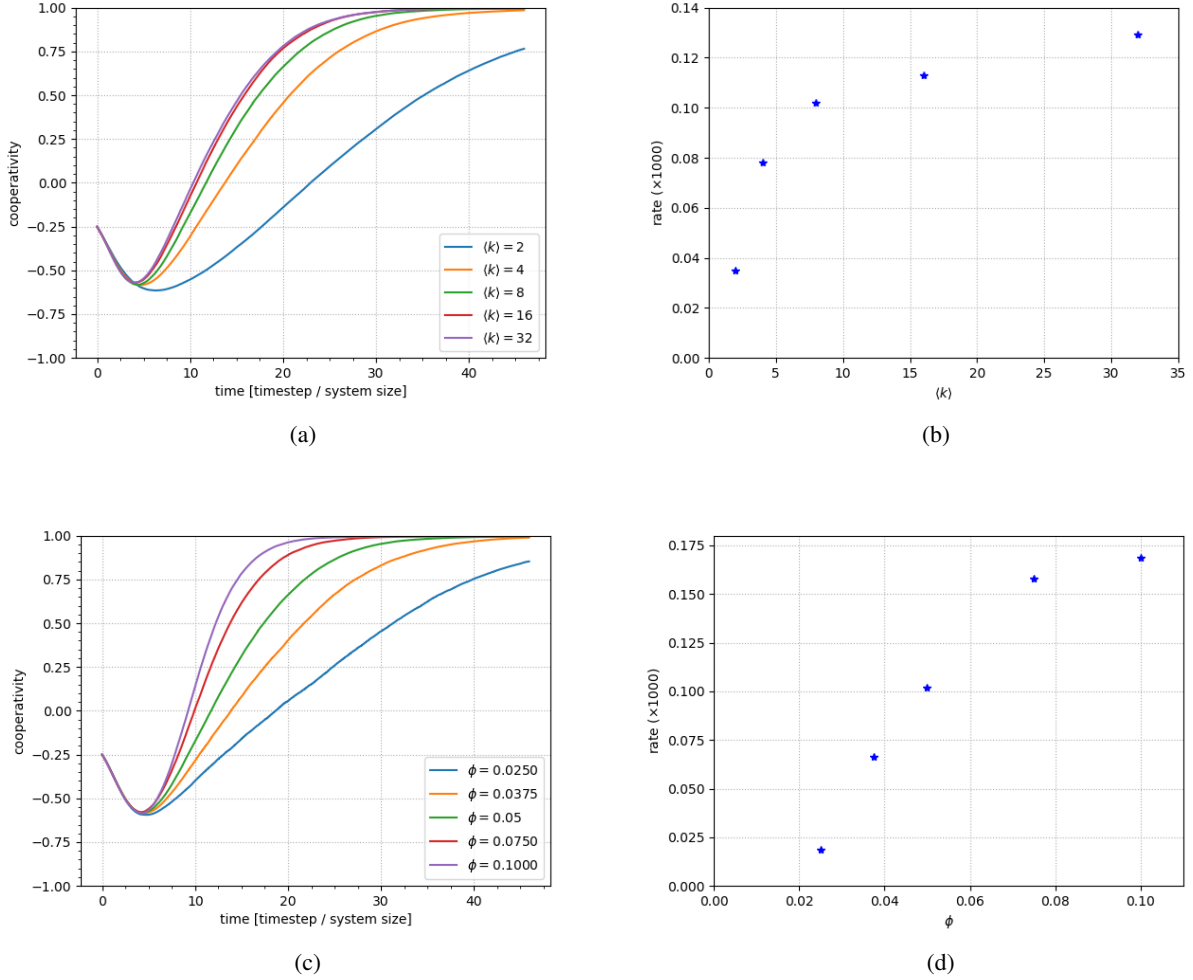 1.00
0.75
0.50
0.25
0.00
−0.25
−0.50
−0.75
−1.00
cooperativity
0 10 20 30 40
time [timestep / system size]
⟨k⟩ = 2
⟨k⟩ = 4
⟨k⟩ = 8
⟨k⟩ = 16
⟨k⟩ = 32
(a)
0.14
0.12
0.10
0.08
0.06
0.04
0.02
0.00
rate (×1000)
0 5 10 15 20 25 30 35
⟨k⟩
(b)
1.00
0.75
0.50
0.25
0.00
−0.25
−0.50
−0.75
−1.00
cooperativity
0 10 20 30 40
time [timestep / system size]
ϕ = 0.0250
ϕ = 0.0375
ϕ = 0.05
ϕ = 0.0750
ϕ = 0.1000
(c)
0.175
0.150
0.125
0.100
0.075
0.050
0.025
0.000
rate (×1000)
0.00 0.02 0.04 0.06 0.08 0.10
ϕ
(d)